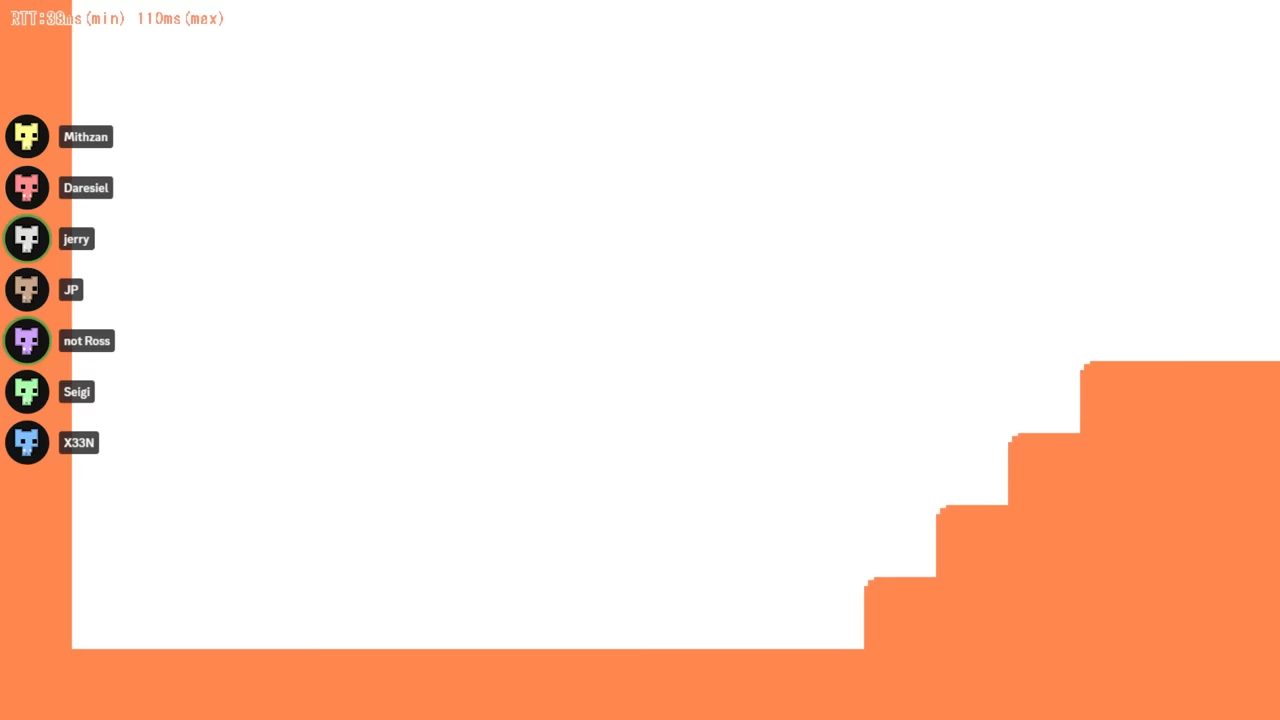 RTT:38ms(min) 110ms(max)
Mithzan
Daresiel
jerry
JP
not Ross
Seigi
X33N